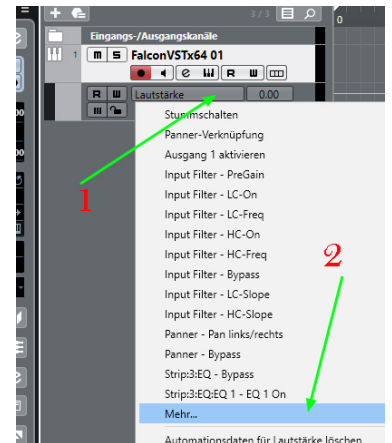 3 / 3
0
Eingangs-/Ausgangskanäle
1 m S FalconVSTx64 01
e R W
R W Lautstärke 0.00
Stummschalten
Panner-Verknüpfung
Ausgang 1 aktivieren
Input Filter - PreGain
1 Input Filter - LC-On
Input Filter - LC-Freq
Input Filter - HC-On
2
Input Filter - HC-Freq
Input Filter - Bypass
Input Filter - LC-Slope
Input Filter - HC-Slope
Panner - Pan links/rechts
Panner - Bypass
Strip:3:EQ - Bypass
Strip:3:EQ:EQ 1 - EQ 1 On
Mehr...
Automationsdaten für Lautstärke löschen